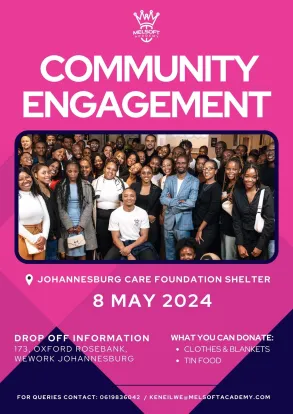 MELSOFT
ACADEMY
COMMUNITY
ENGAGEMENT
JOHANNESBURG CARE FOUNDATION SHELTER
8 MAY 2024
DROP OFF INFORMATION
173, OXFORD ROSEBANK,
WEWORK JOHANNESBURG
WHAT YOU CAN DONATE:
• CLOTHES & BLANKETS
• TIN FOOD
FOR QUERIES CONTACT: 0619836042 / KENEILWE@MELSOFTACADEMY.COM